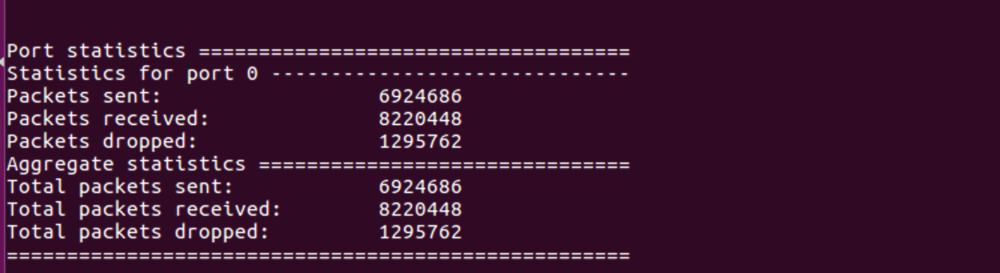 Port statistics ====================================
Statistics for port 0 ------------------------------
Packets sent:                  6924686
Packets received:              8220448
Packets dropped:               1295762
Aggregate statistics ===============================
Total packets sent:            6924686
Total packets received:        8220448
Total packets dropped:         1295762
====================================================